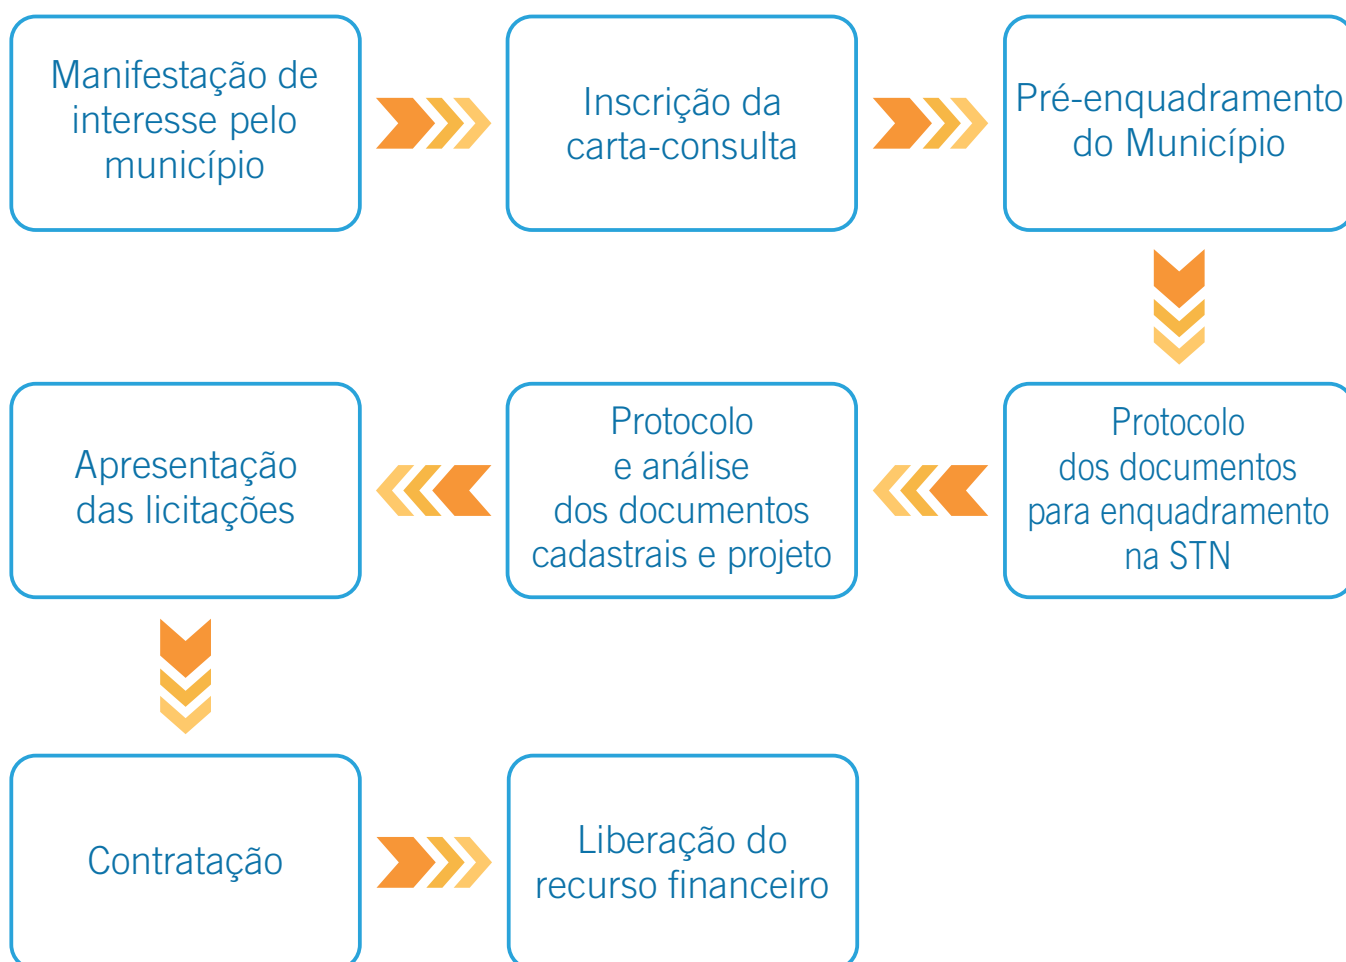 Manifestação de
interesse pelo
município
Inscrição da
carta-consulta
Pré-enquadramento
do Município
Protocolo
dos documentos
para enquadramento
na STN
Protocolo
e análise
dos documentos
cadastrais e projeto
Apresentação
das licitações
Contratação
Liberação do
recurso financeiro